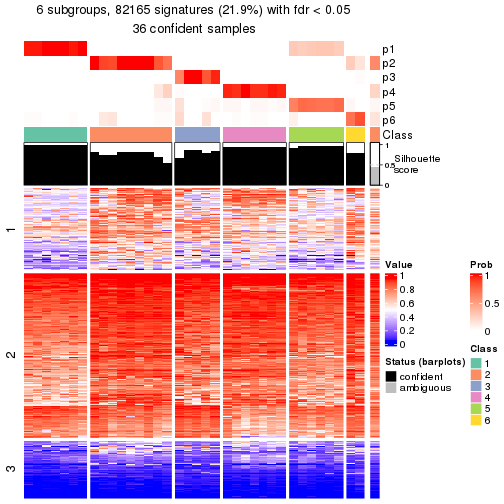 6 subgroups, 82165 signatures (21.9%) with fdr < 0.05
36 confident samples
p1
p2
p3
p4
p5
p6
Class
1
0.5
0
Silhouette
score
1
2
3
Value
1
0.8
0.6
0.4
0.2
0
Prob
1
0.5
0
Status (barplots)
confident
ambiguous
Class
1
2
3
4
5
6